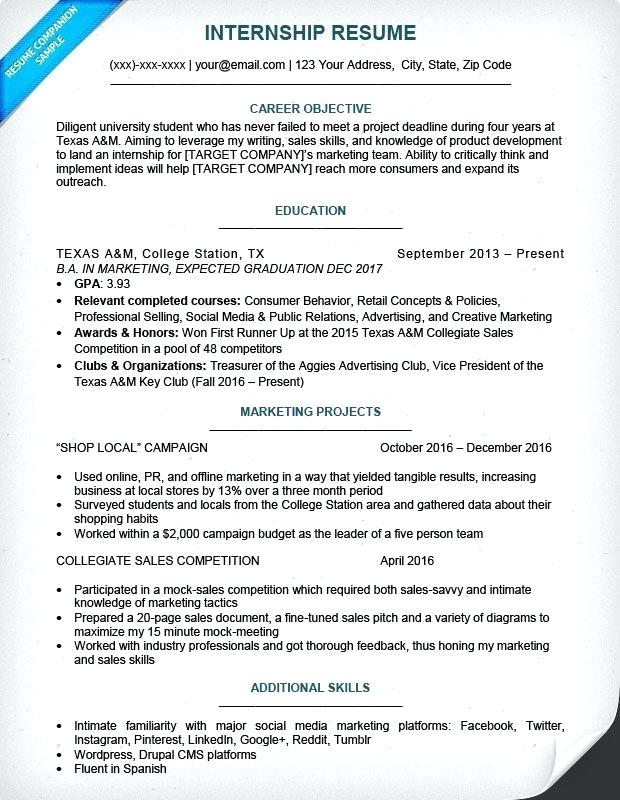 RESUME COMPANION
SAMPLE
INTERNSHIP RESUME
(xxx)-xxx-xxxx | your@email.com | 123 Your Address, City, State, Zip Code
CAREER OBJECTIVE
Diligent university student who has never failed to meet a project deadline during four years at
Texas A&M. Aiming to leverage my writing, sales skills, and knowledge of product development
to land an internship for [TARGET COMPANY]'s marketing team. Ability to critically think and
implement ideas will help [TARGET COMPANY] reach more consumers and expand its
outreach.
EDUCATION
TEXAS A&M, College Station, TX September 2013 – Present
B.A. IN MARKETING, EXPECTED GRADUATION DEC 2017
• GPA: 3.93
• Relevant completed courses: Consumer Behavior, Retail Concepts & Policies,
Professional Selling, Social Media & Public Relations, Advertising, and Creative Marketing
• Awards & Honors: Won First Runner Up at the 2015 Texas A&M Collegiate Sales
Competition in a pool of 48 competitors
• Clubs & Organizations: Treasurer of the Aggies Advertising Club, Vice President of the
Texas A&M Key Club (Fall 2016 – Present)
MARKETING PROJECTS
“SHOP LOCAL” CAMPAIGN October 2016 – December 2016
• Used online, PR, and offline marketing in a way that yielded tangible results, increasing
business at local stores by 13% over a three month period
• Surveyed students and locals from the College Station area and gathered data about their
shopping habits
• Worked within a $2,000 campaign budget as the leader of a five person team
COLLEGIATE SALES COMPETITION April 2016
• Participated in a mock-sales competition which required both sales-savvy and intimate
knowledge of marketing tactics
• Prepared a 20-page sales document, a fine-tuned sales pitch and a variety of diagrams to
maximize my 15 minute mock-meeting
• Worked with industry professionals and got thorough feedback, thus honing my marketing
and sales skills
ADDITIONAL SKILLS
• Intimate familiarity with major social media marketing platforms: Facebook, Twitter,
Instagram, Pinterest, LinkedIn, Google+, Reddit, Tumblr
• Wordpress, Drupal CMS platforms
• Fluent in Spanish